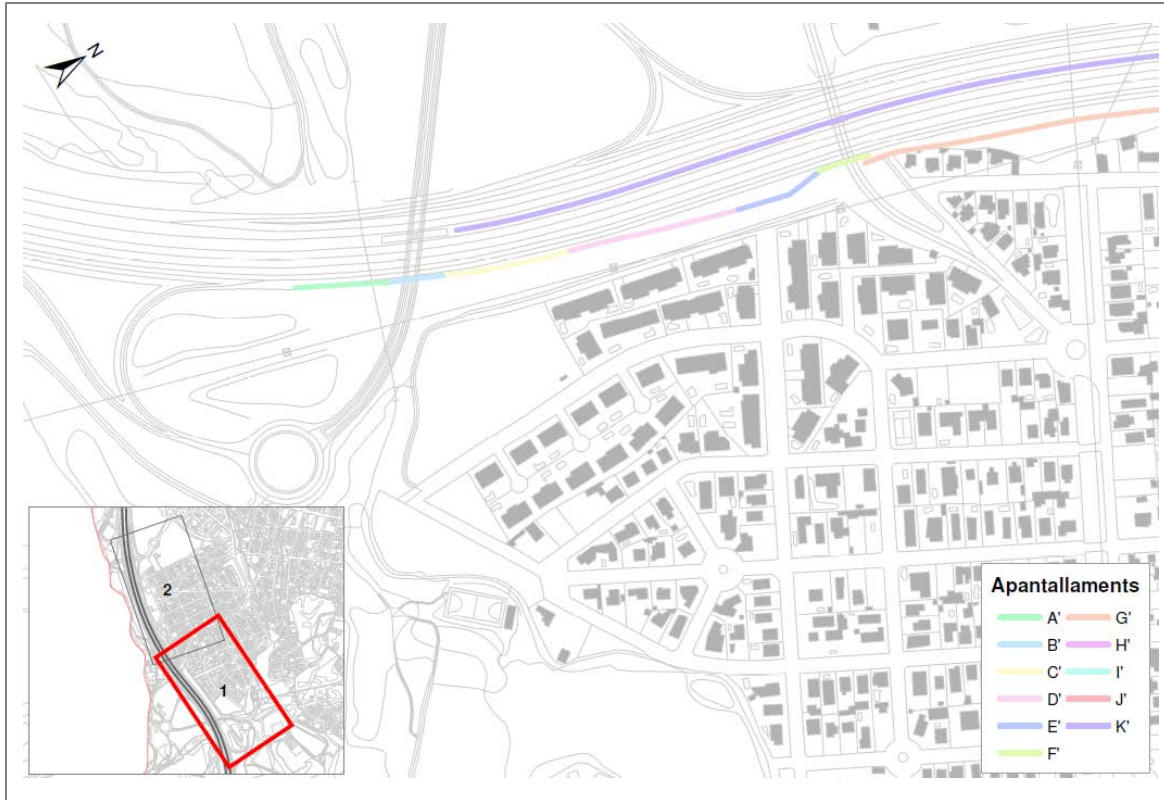 N
2
1
Apantallaments
A' G'
B' H'
C' I'
D' J'
E' K'
F'